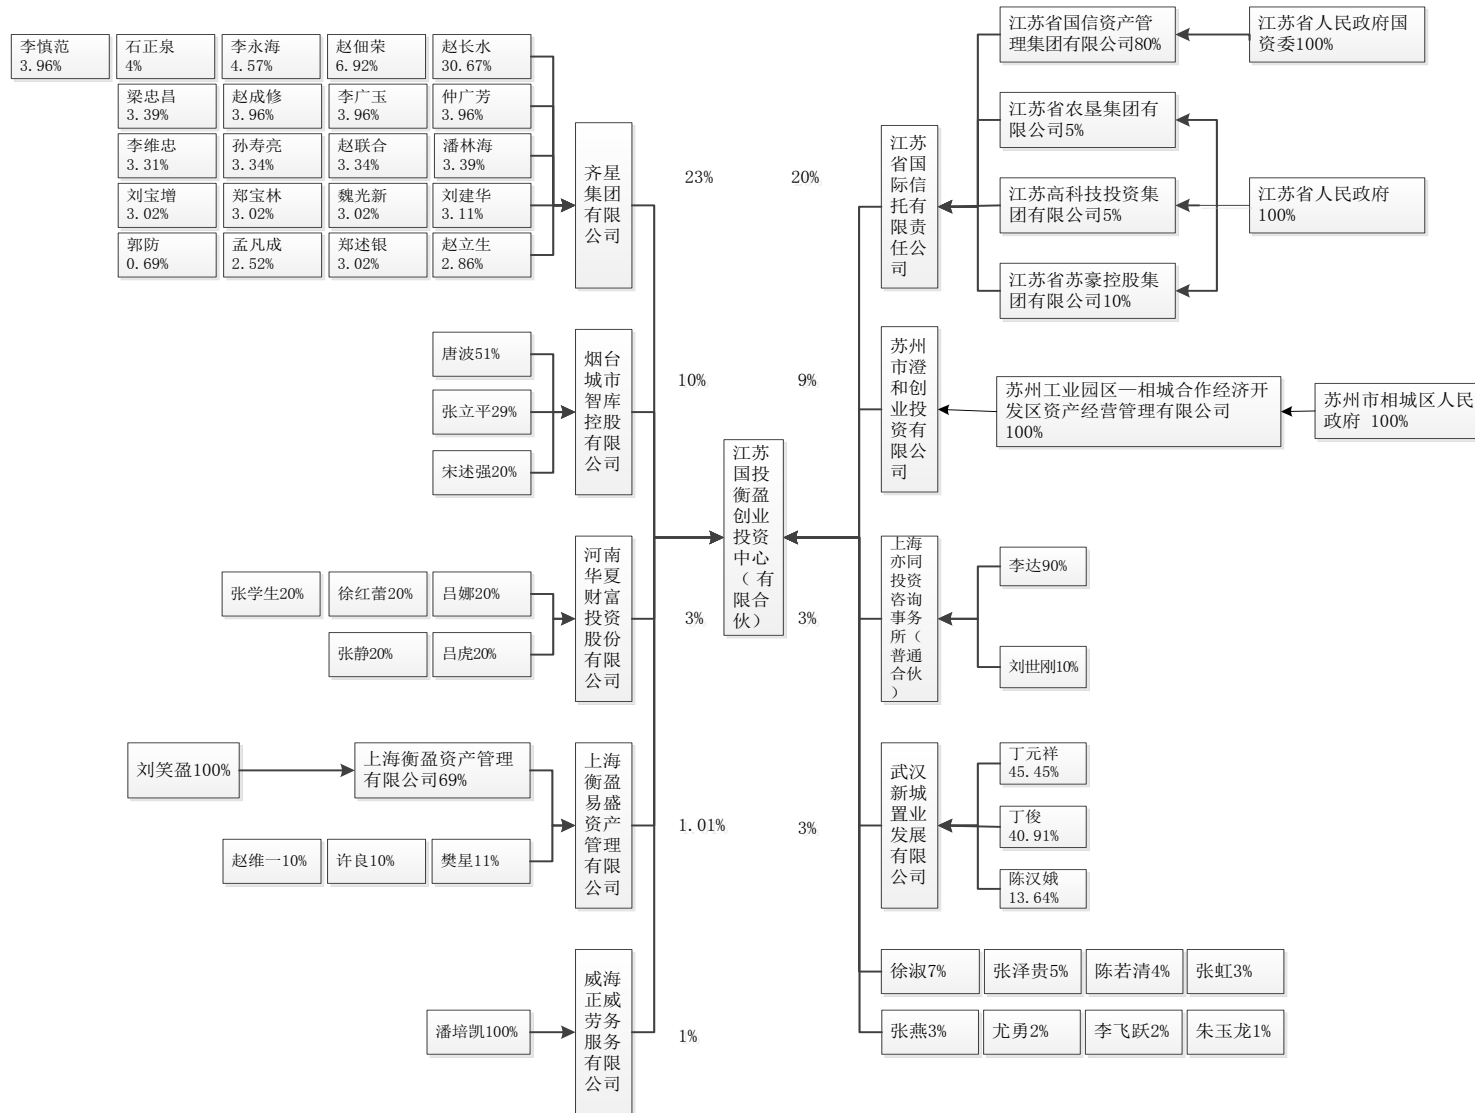 李慎范
3.96%
石正泉
4%
李永海
4.57%
赵佃荣
6.92%
赵长水
30.67%
梁忠昌
3.39%
赵成修
3.96%
李广玉
3.96%
仲广芳
3.96%
李维忠
3.31%
孙寿亮
3.34%
赵联合
3.34%
潘林海
3.39%
刘宝增
3.02%
郑宝林
3.02%
魏光新
3.02%
刘建华
3.11%
郭防
0.69%
孟凡成
2.52%
郑述银
3.02%
赵立生
2.86%
齐星
集团
有限
公司
23%
唐波51%
张立平29%
宋述强20%
烟台
城市
智库
控股
有限
公司
10%
张学生20%
徐红蕾20%
吕娜20%
张静20%
吕虎20%
河南
华夏
财富
投资
股份
有限
公司
3%
刘笑盈100%
上海衡盈资产管理
有限公司69%
赵维一10%
许良10%
樊星11%
上海
衡盈
易盛
资产
管理
有限
公司
1.01%
潘培凯100%
威海
正威
劳务
服务
有限
公司
1%
江苏
国投
衡盈
创业
投资
中心
（有
限合
伙）
20%
江苏
省国
际信
托有
限责
任公
司
江苏省国信资产管
理集团有限公司80%
江苏省人民政府国
资委100%
江苏省农垦集团有
限公司5%
江苏高科技投资集
团有限公司5%
江苏省人民政府
100%
江苏省苏豪控股集
团有限公司10%
9%
苏州
市澄
和创
业投
资有
限公
司
苏州工业园区—相城合作经济开
发区资产经营管理有限公司
100%
苏州市相城区人民
政府 100%
3%
上海
亦同
投资
咨询
事务
所（
普通
合伙
）
李达90%
刘世刚10%
3%
武汉
新城
置业
发展
有限
公司
丁元祥
45.45%
丁俊
40.91%
陈汉娥
13.64%
徐淑7%
张泽贵5%
陈若清4%
张虹3%
张燕3%
尤勇2%
李飞跃2%
朱玉龙1%